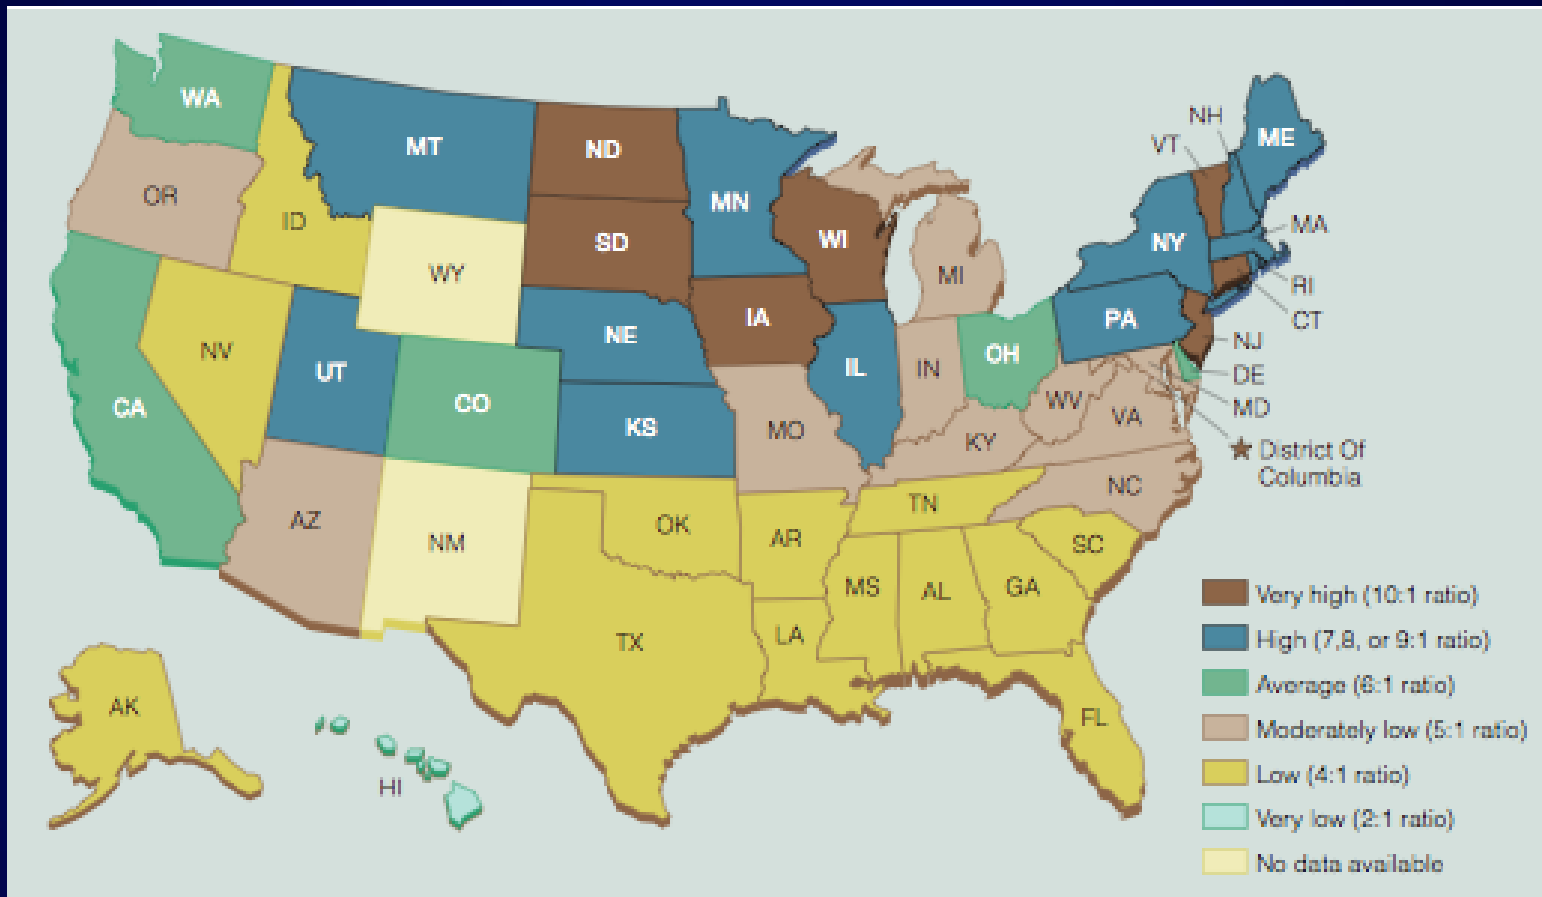 WA
MT
ND
MN
OR
ID
WY
SD
WI
MI
NH
VT
ME
NY
MA
RI
CT
NJ
DE
MD
PA
NV
UT
NE
IA
IL
IN
OH
WV
VA
CA
CO
KS
MO
KY
District Of
Columbia
AZ
NM
OK
AR
TN
NC
SC
MS
AL
GA
TX
LA
FL
AK
HI
Very high (10:1 ratio)
High (7,8, or 9:1 ratio)
Average (6:1 ratio)
Moderately low (5:1 ratio)
Low (4:1 ratio)
Very low (2:1 ratio)
No data available